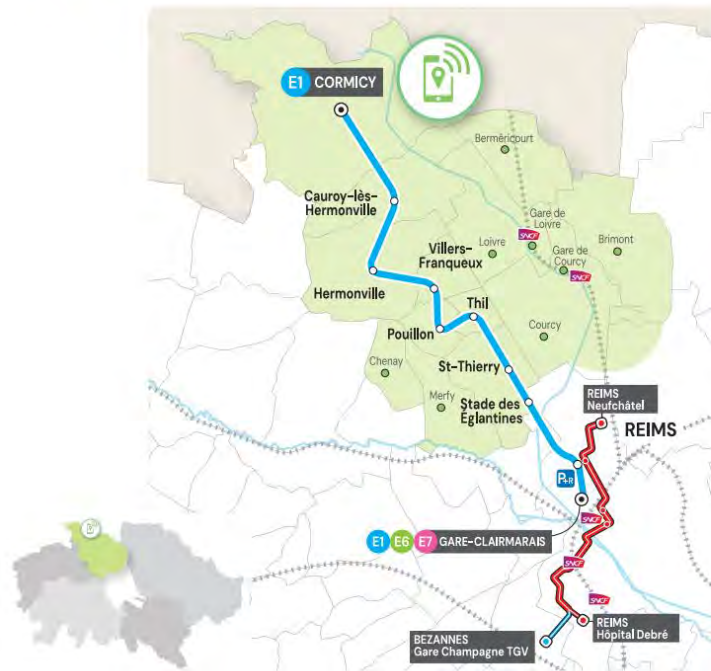 E1 CORMICY
Berméricourt
Cauroy-lès-
Hermonville
Gare de
Loivre
SNCF
Villers-
Franqueux
Loivre
Brimont
Gare de
Courcy
SNCF
Hermonville
Thil
Pouillon
Courcy
Chenay
St-Thierry
Merfy
Stade des
Églantines
REIMS
Neufchâtel
REIMS
P+R
SNCF
E1 E6 E7 GARE-CLAIRMARAIS
SNCF
SNCF
REIMS
Hôpital Debré
BEZANNES
Gare Champagne TGV